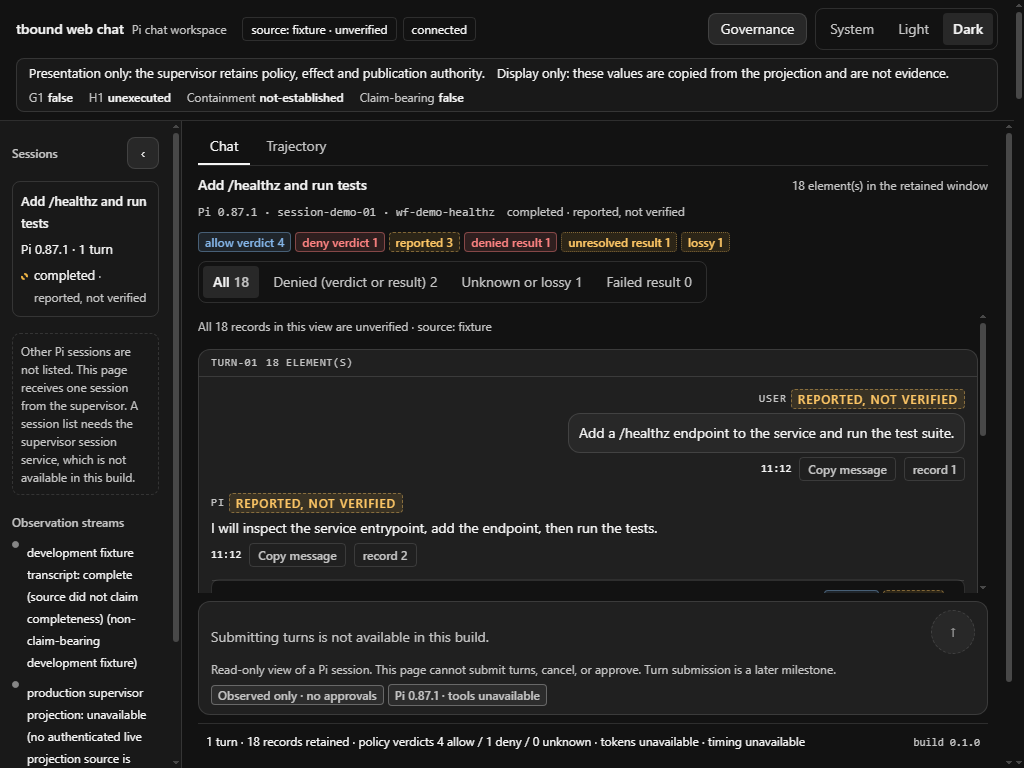 tbound web chat Pi chat workspace source: fixture · unverified connected Governance System Light Dark
Presentation only: the supervisor retains policy, effect and publication authority. Display only: these values are copied from the projection and are not evidence.
G1 false H1 unexecuted Containment not-established Claim-bearing false
Sessions ‹
Add /healthz and run
tests
Pi 0.87.1 · 1 turn
completed ·
reported, not verified
Other Pi sessions are
not listed. This page
receives one session
from the supervisor. A
session list needs the
supervisor session
service, which is not
available in this build.
Observation streams
development fixture
transcript: complete
(source did not claim
completeness) (non-
claim-bearing
development fixture)
production supervisor
projection: unavailable
(no authenticated live
projection source is
Chat Trajectory
Add /healthz and run tests 18 element(s) in the retained window
Pi 0.87.1 · session-demo-01 · wf-demo-healthz completed · reported, not verified
allow verdict 4 deny verdict 1 reported 3 denied result 1 unresolved result 1 lossy 1
All 18 Denied (verdict or result) 2 Unknown or lossy 1 Failed result 0
All 18 records in this view are unverified · source: fixture
TURN-01 18 ELEMENT(S)
USER REPORTED, NOT VERIFIED
Add a /healthz endpoint to the service and run the test suite.
11:12 Copy message record 1
PI REPORTED, NOT VERIFIED
I will inspect the service entrypoint, add the endpoint, then run the tests.
11:12 Copy message record 2
Submitting turns is not available in this build. ↑
Read-only view of a Pi session. This page cannot submit turns, cancel, or approve. Turn submission is a later milestone.
Observed only · no approvals Pi 0.87.1 · tools unavailable
1 turn · 18 records retained · policy verdicts 4 allow / 1 deny / 0 unknown · tokens unavailable · timing unavailable build 0.1.0